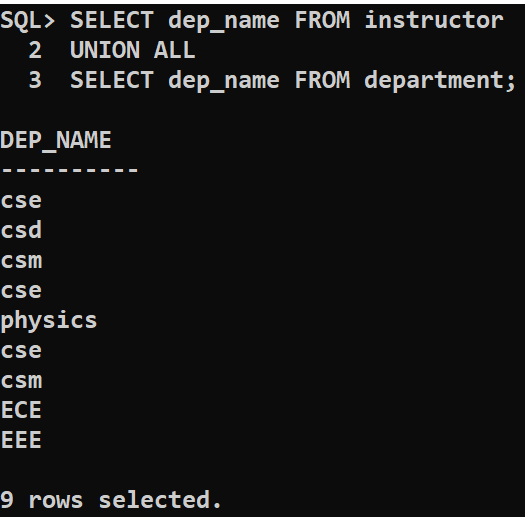 SQL> SELECT dep_name FROM instructor
2 UNION ALL
3 SELECT dep_name FROM department;
DEP_NAME
----------
cse
csd
csm
cse
physics
cse
csm
ECE
EEE
9 rows selected.